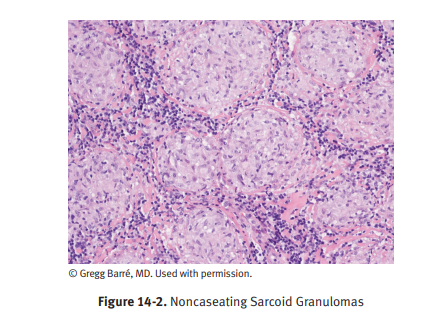 © Gregg Barré, MD. Used with permission.
Figure 14-2. Noncaseating Sarcoid Granulomas